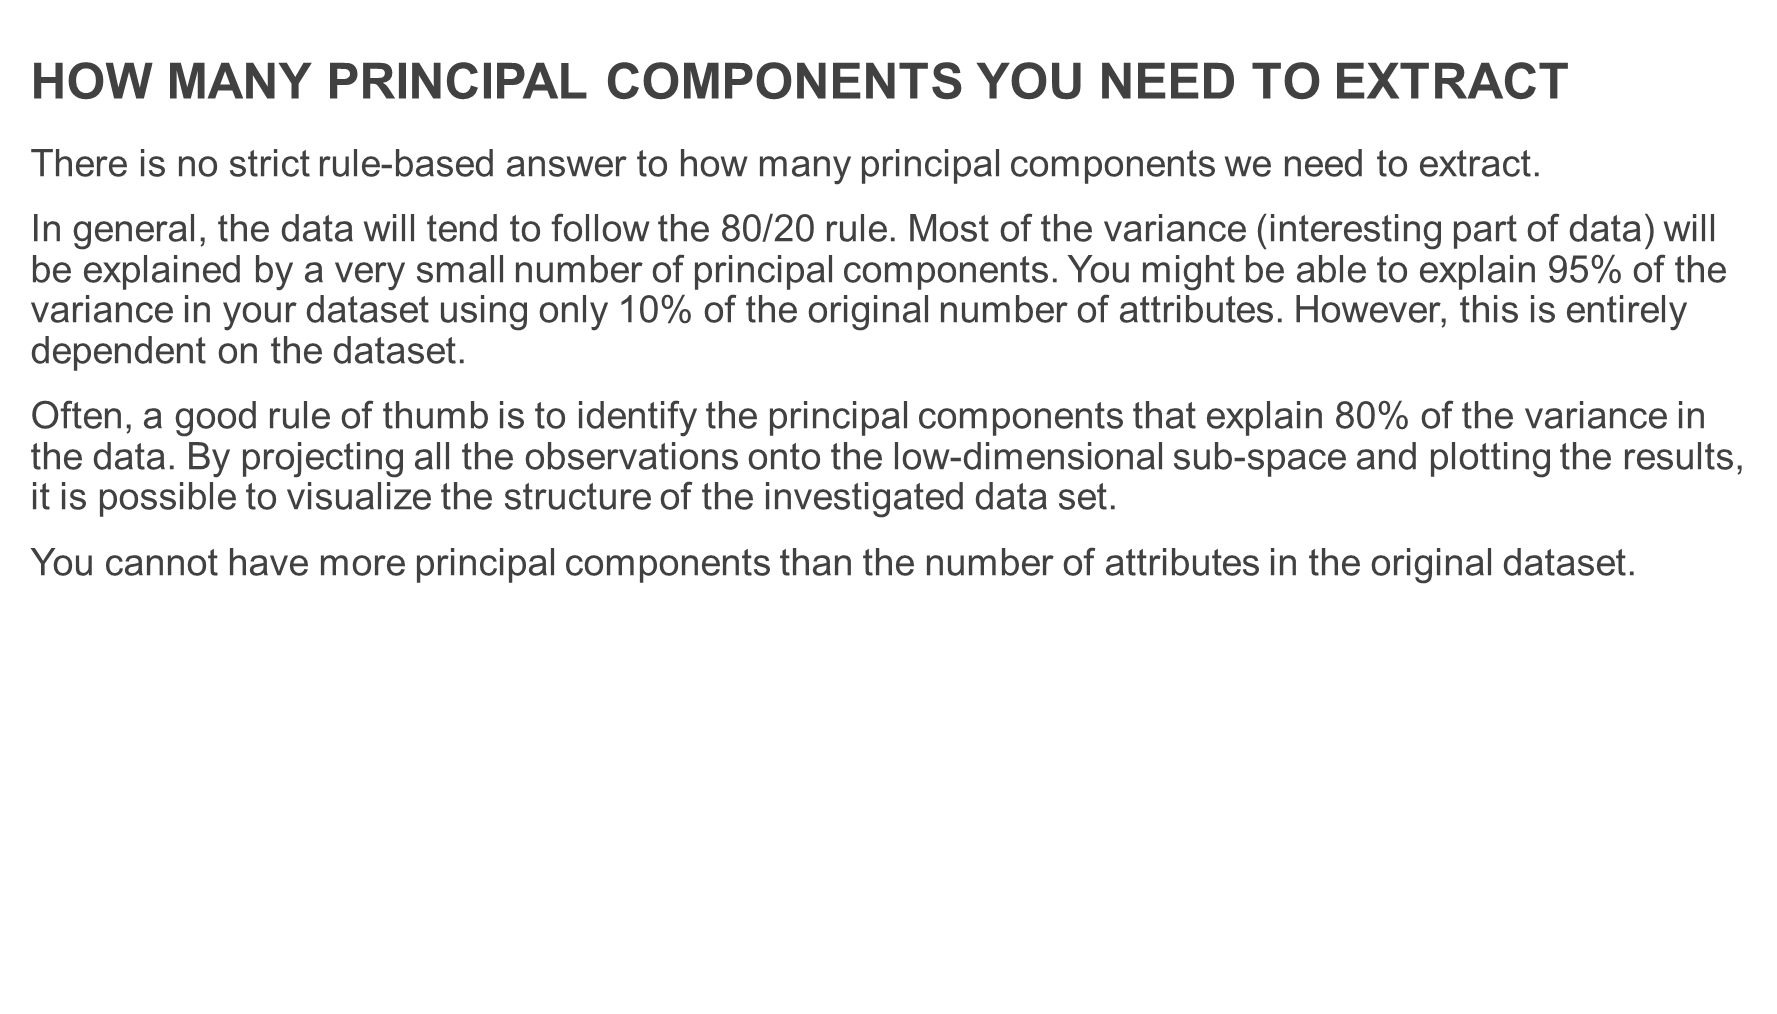 HOW MANY PRINCIPAL COMPONENTS YOU NEED TO EXTRACT
There is no strict rule-based answer to how many principal components we need to extract.
In general, the data will tend to follow the 80/20 rule. Most of the variance (interesting part of data) will
be explained by a very small number of principal components. You might be able to explain 95% of the
variance in your dataset using only 10% of the original number of attributes. However, this is entirely
dependent on the dataset.
Often, a good rule of thumb is to identify the principal components that explain 80% of the variance in
the data. By projecting all the observations onto the low-dimensional sub-space and plotting the results,
it is possible to visualize the structure of the investigated data set.
You cannot have more principal components than the number of attributes in the original dataset.